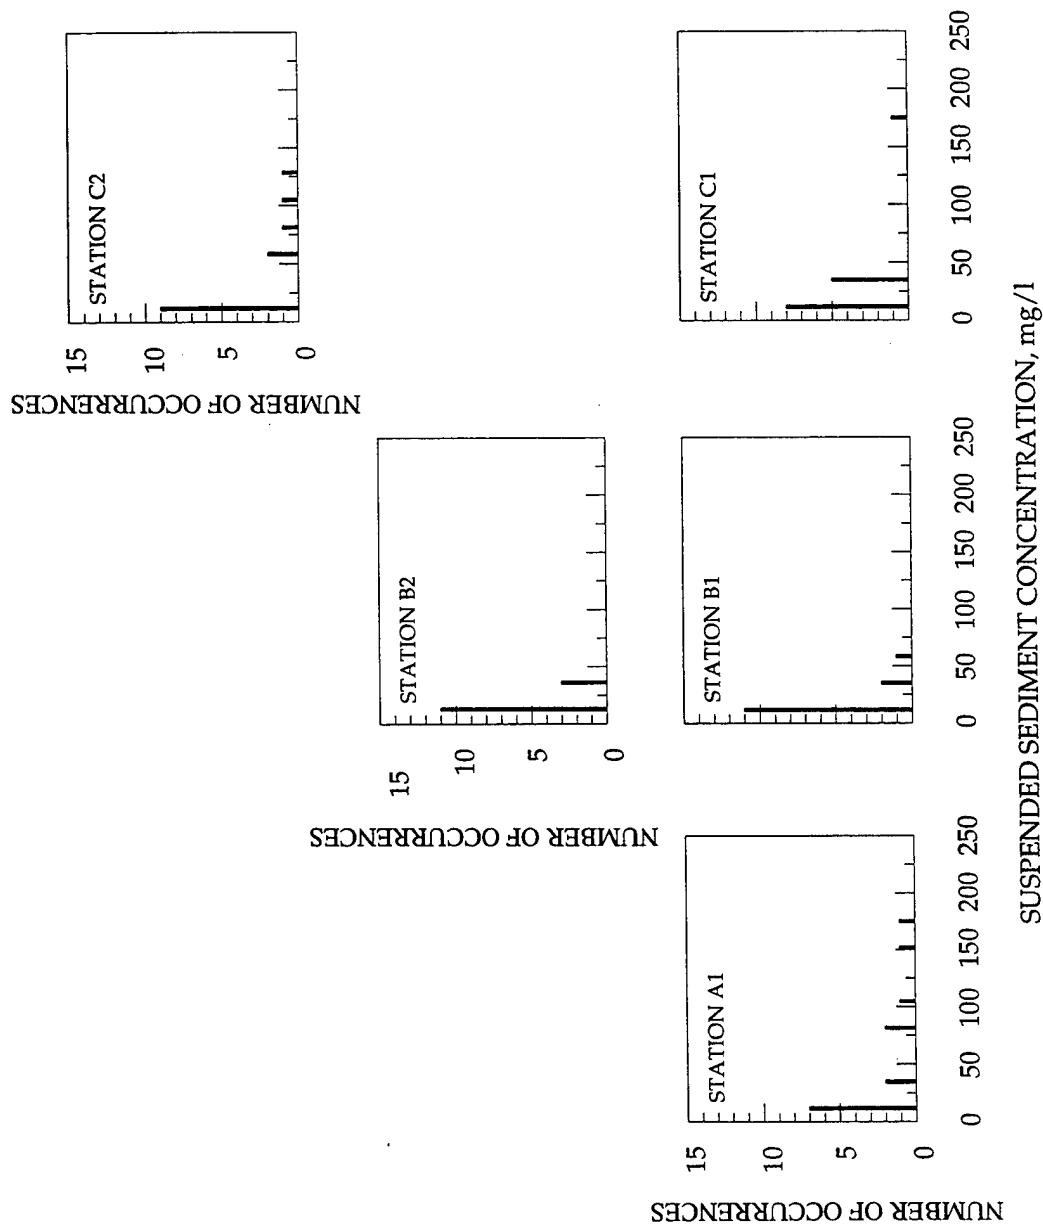 NUMBER OF OCCURRENCES
15
10
5
0
STATION C2
NUMBER OF OCCURRENCES
15
10
5
0
STATION B2
NUMBER OF OCCURRENCES
15
10
5
0
STATION A1
0 50 100 150 200 250
STATION B1
0 50 100 150 200 250
STATION C1
0 50 100 150 200 250
SUSPENDED SEDIMENT CONCENTRATION, mg/l